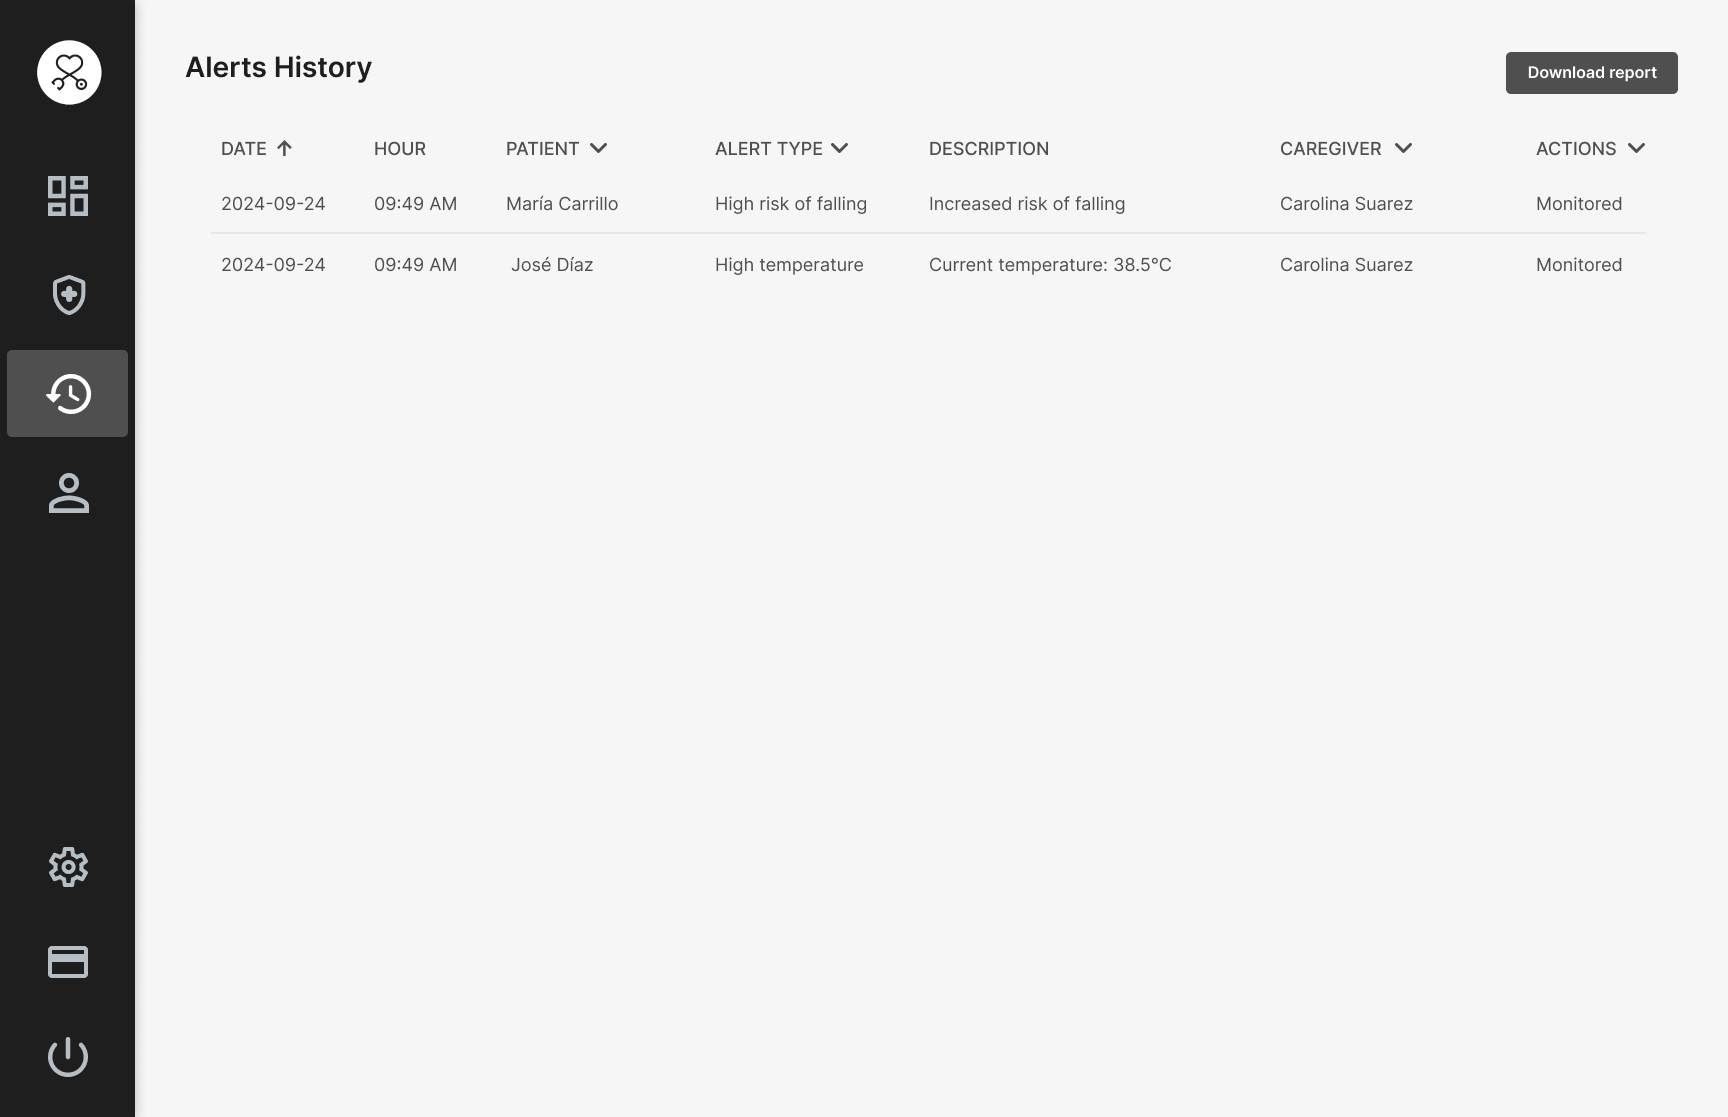 Alerts History
Download report
DATE HOUR PATIENT ALERT TYPE DESCRIPTION CAREGIVER ACTIONS
2024-09-24 09:49 AM María Carrillo High risk of falling Increased risk of falling Carolina Suarez Monitored
2024-09-24 09:49 AM José Díaz High temperature Current temperature: 38.5°C Carolina Suarez Monitored